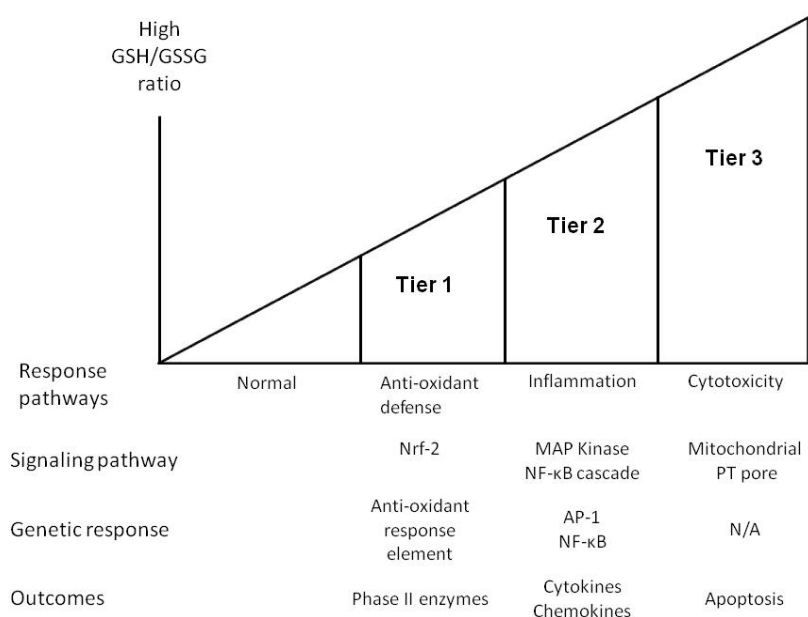 High
GSH/GSSG
ratio
Tier 1
Tier 2
Tier 3
Response
pathways
Normal
Anti-oxidant
defense
Inflammation
Cytotoxicity
Signaling pathway
Nrf-2
MAP Kinase
NF-κB cascade
Mitochondrial
PT pore
Genetic response
Anti-oxidant
response
element
AP-1
NF-κB
N/A
Outcomes
Phase II enzymes
Cytokines
Chemokines
Apoptosis